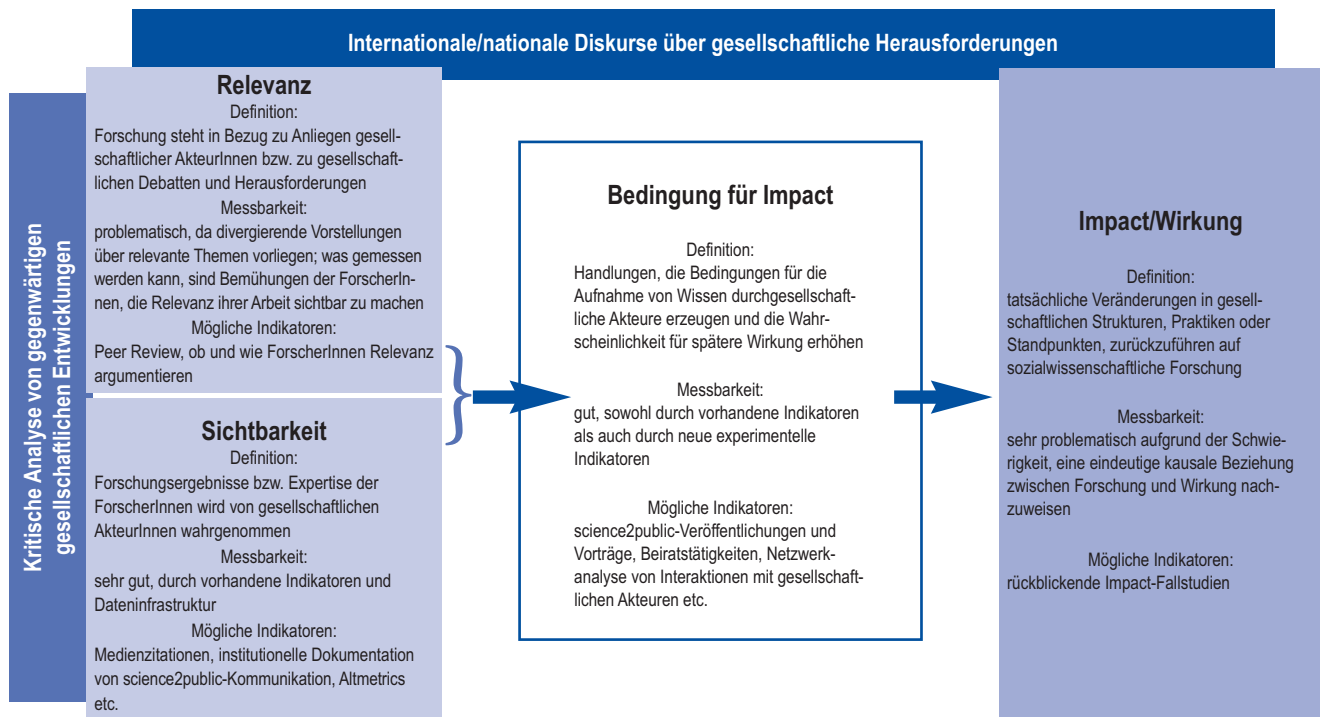 Internationale/nationale Diskurse über gesellschaftliche Herausforderungen
Kritische Analyse von gegenwärtigen
gesellschaftlichen Entwicklungen
Relevanz
Definition:
Forschung steht in Bezug zu Anliegen gesell-
schaftlicher AkteurInnen bzw. zu gesellschaft-
lichen Debatten und Herausforderungen
Messbarkeit:
problematisch, da divergierende Vorstellungen
über relevante Themen vorliegen; was gemessen
werden kann, sind Bemühungen der ForscherIn-
nen, die Relevanz ihrer Arbeit sichtbar zu machen
Mögliche Indikatoren:
Peer Review, ob und wie ForscherInnen Relevanz
argumentieren
Sichtbarkeit
Definition:
Forschungsergebnisse bzw. Expertise der
ForscherInnen wird von gesellschaftlichen
AkteurInnen wahrgenommen
Messbarkeit:
sehr gut, durch vorhandene Indikatoren und
Dateninfrastruktur
Mögliche Indikatoren:
Medienzitationen, institutionelle Dokumentation
von science2public-Kommunikation, Altmetrics
etc.
Bedingung für Impact
Definition:
Handlungen, die Bedingungen für die
Aufnahme von Wissen durchgesellschaft-
liche Akteure erzeugen und die Wahr-
scheinlichkeit für spätere Wirkung erhöhen
Messbarkeit:
gut, sowohl durch vorhandene Indikatoren
als auch durch neue experimentelle
Indikatoren
Mögliche Indikatoren:
science2public-Veröffentlichungen und
Vorträge, Beiratstätigkeiten, Netzwerk-
analyse von Interaktionen mit gesellschaft-
lichen Akteuren etc.
Impact/Wirkung
Definition:
tatsächliche Veränderungen in gesell-
schaftlichen Strukturen, Praktiken oder
Standpunkten, zurückzuführen auf
sozialwissenschaftliche Forschung
Messbarkeit:
sehr problematisch aufgrund der Schwie-
rigkeit, eine eindeutige kausale Beziehung
zwischen Forschung und Wirkung nach-
zuweisen
Mögliche Indikatoren:
rückblickende Impact-Fallstudien